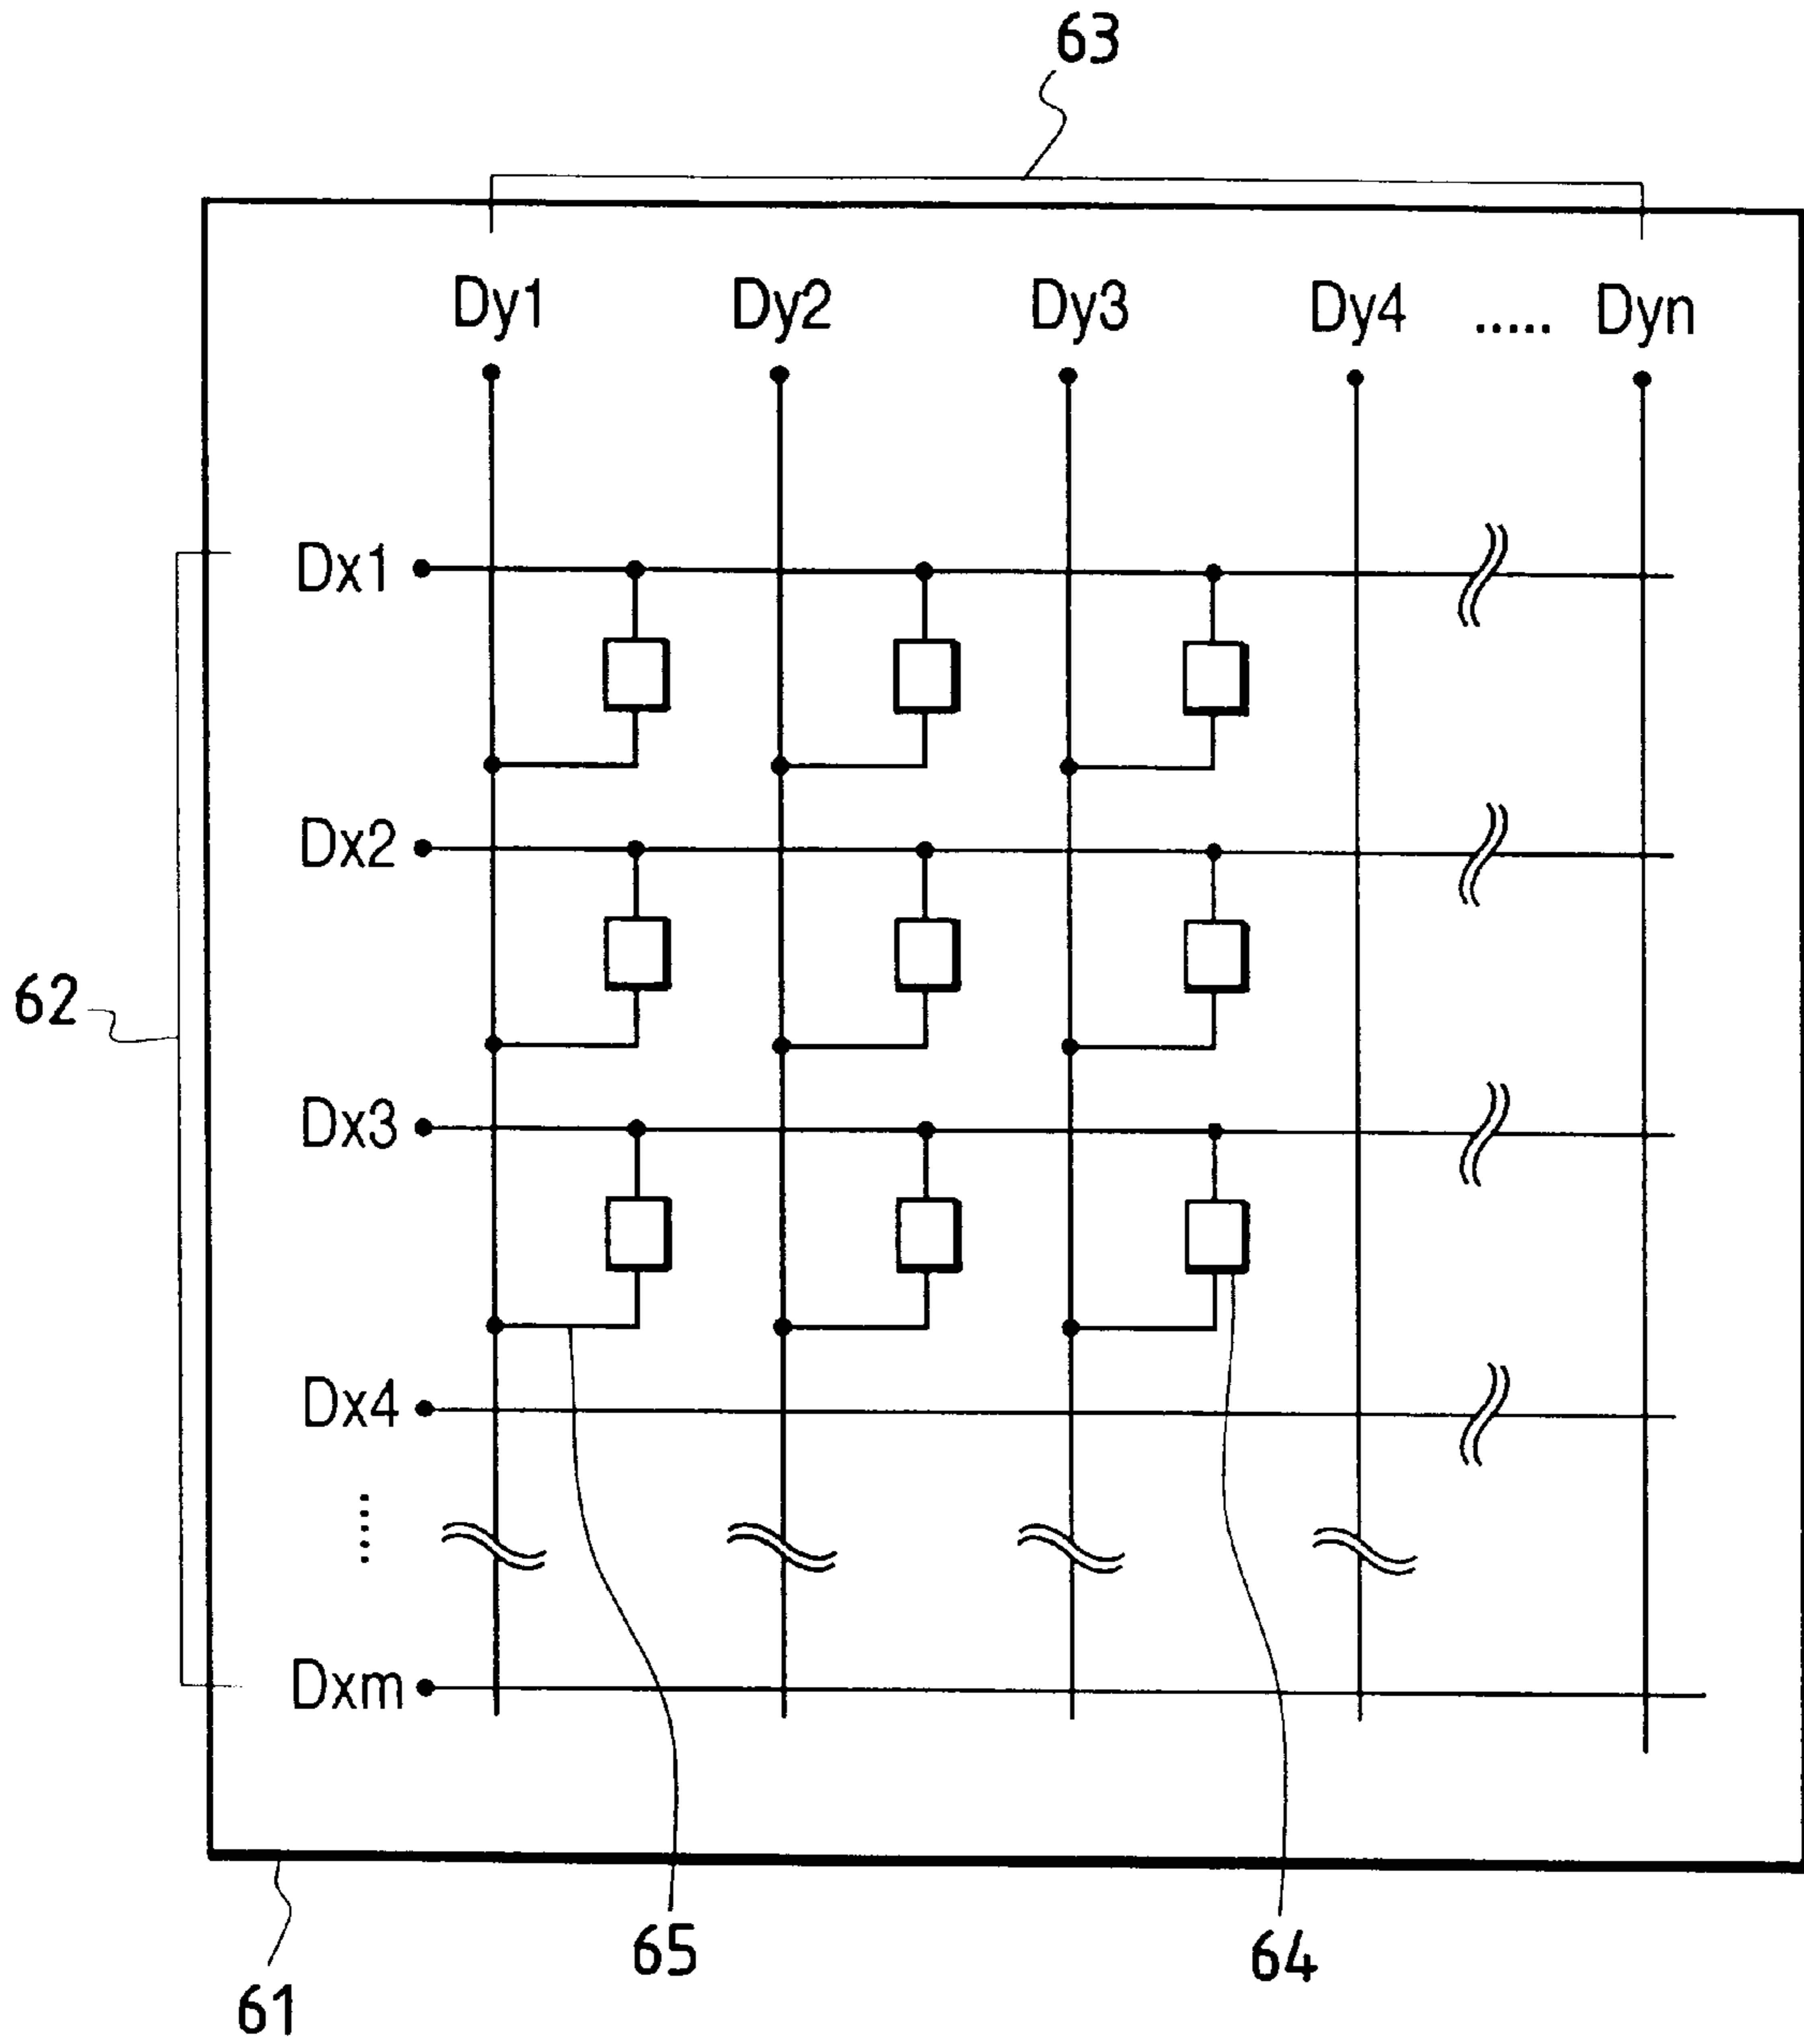 63
Dy1 Dy2 Dy3 Dy4 ..... Dyn
Dx1
Dx2
62
Dx3
Dx4
.....
Dxm
65
64
61